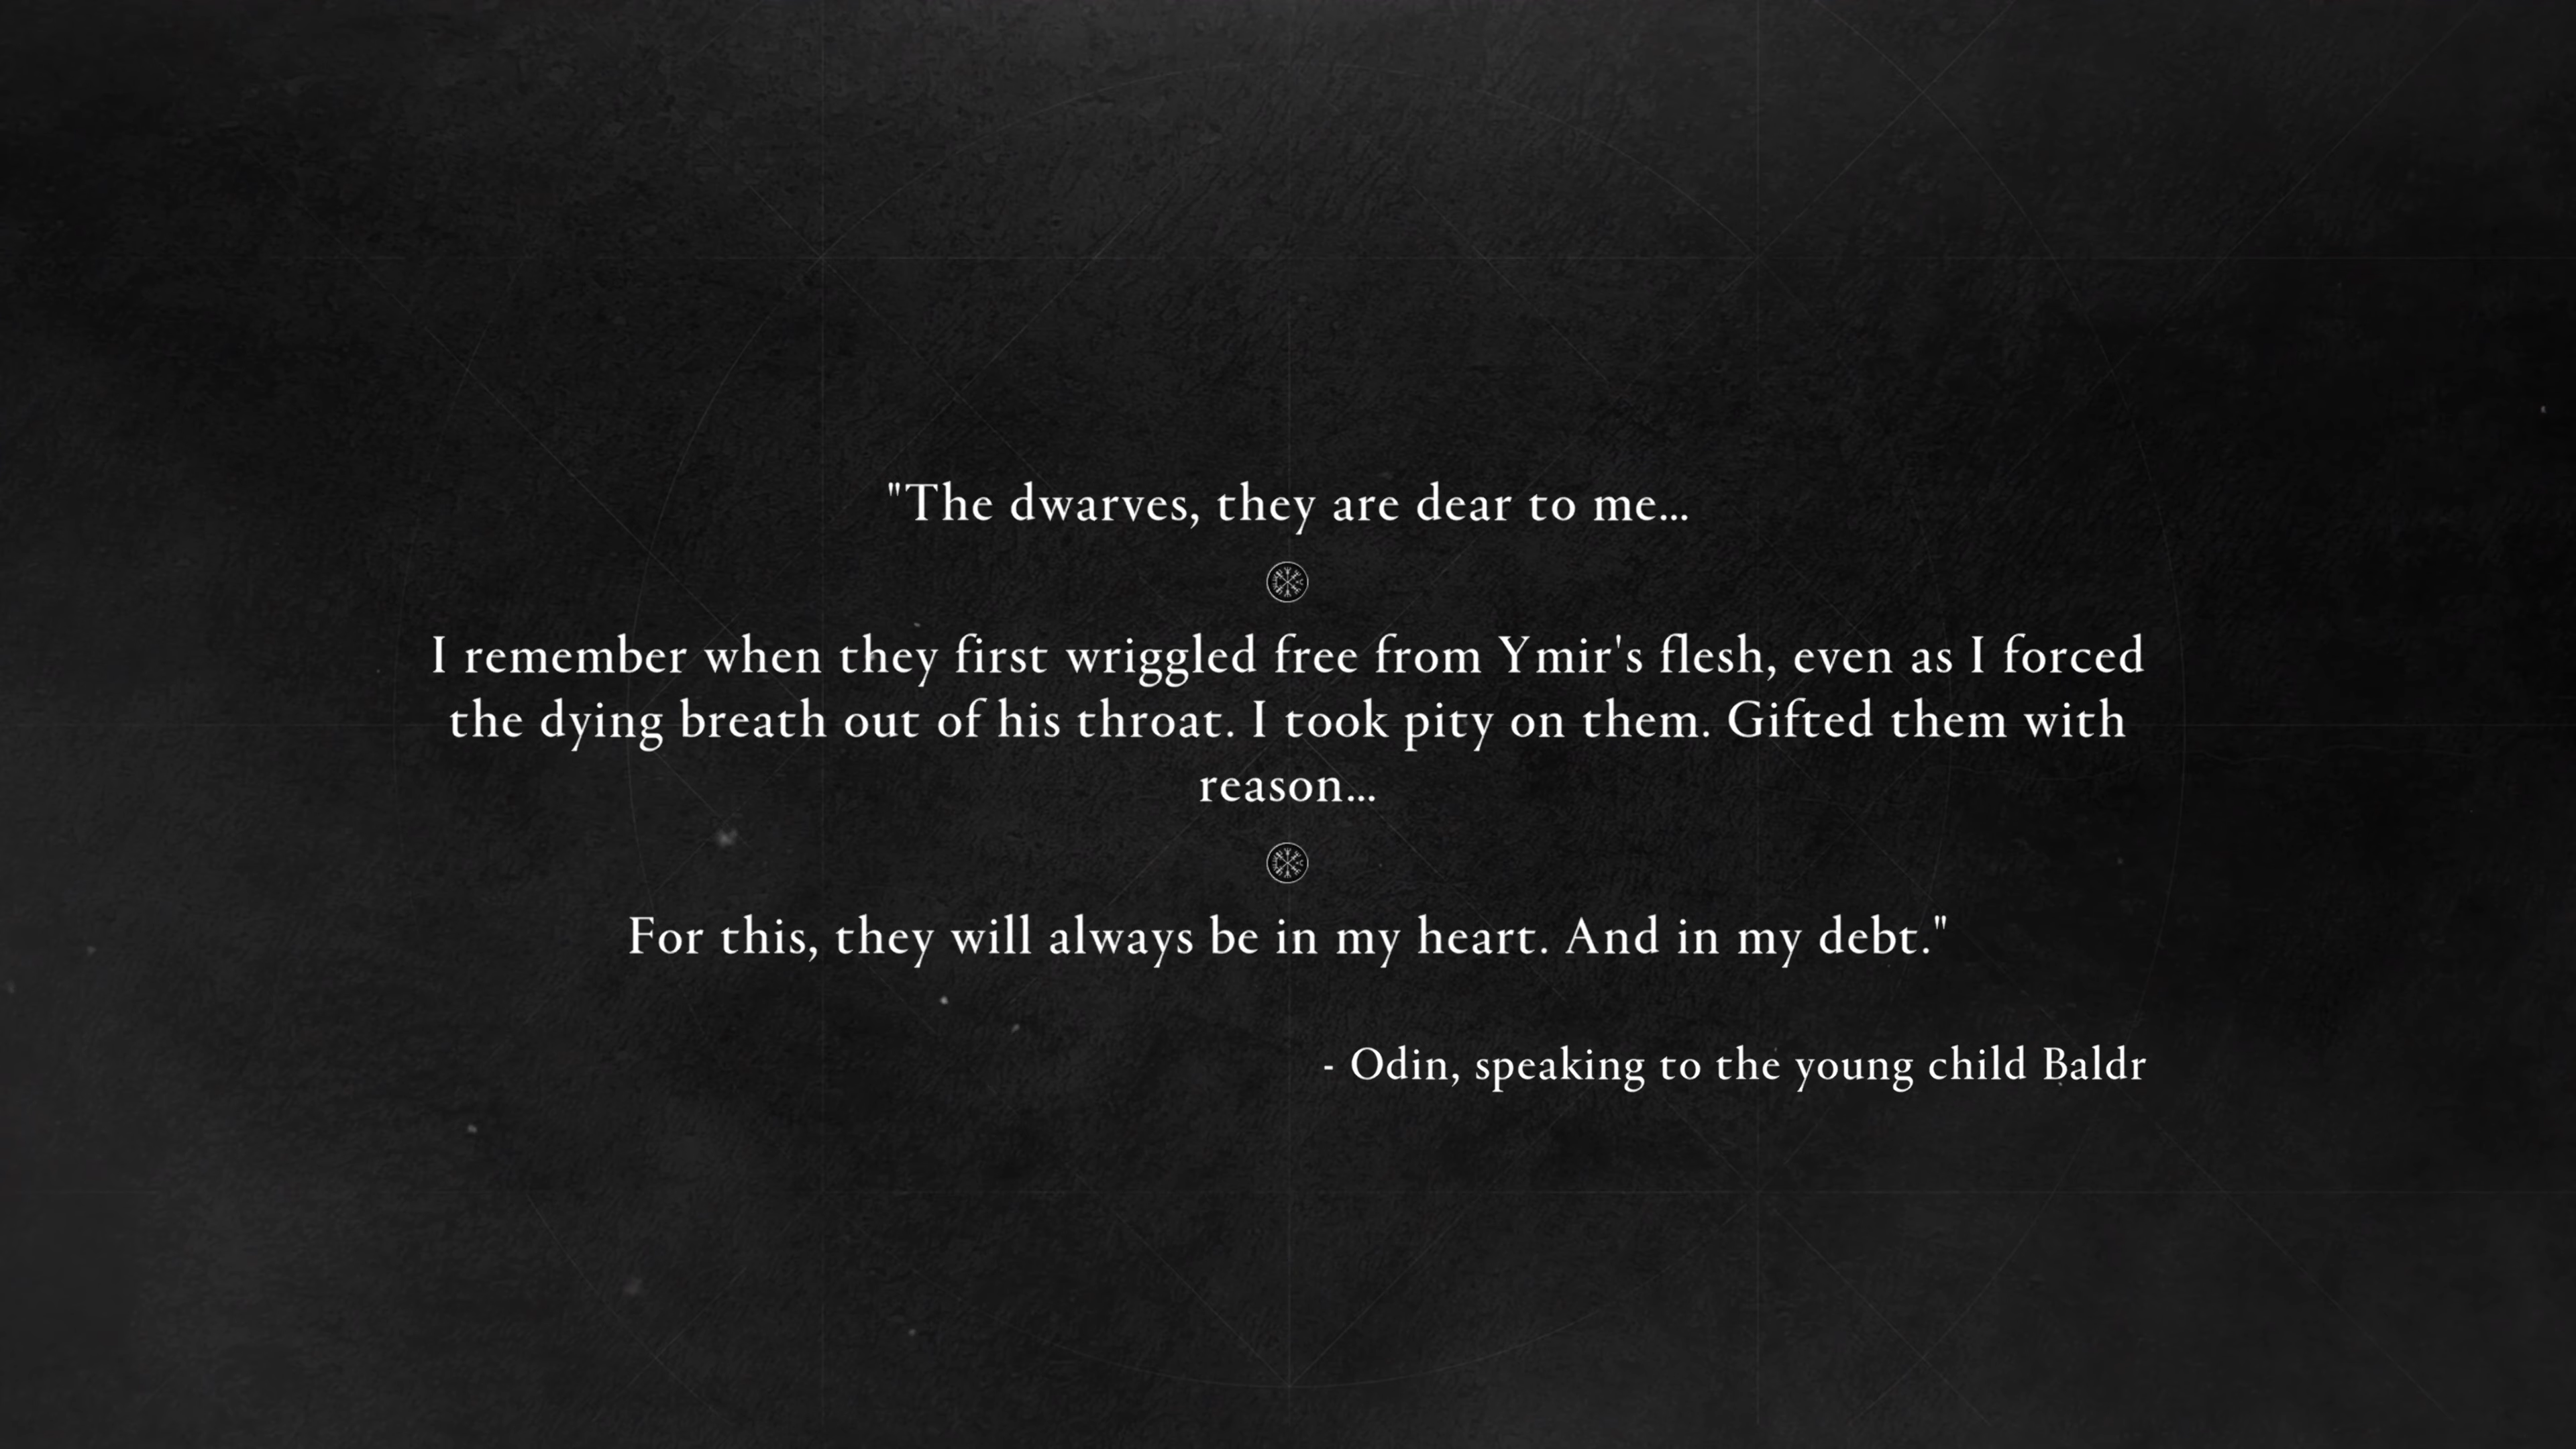 "The dwarves, they are dear to me...
I remember when they first wriggled free from Ymir's flesh, even as I forced
the dying breath out of his throat. I took pity on them. Gifted them with
reason...
For this, they will always be in my heart. And in my debt."
- Odin, speaking to the young child Baldr